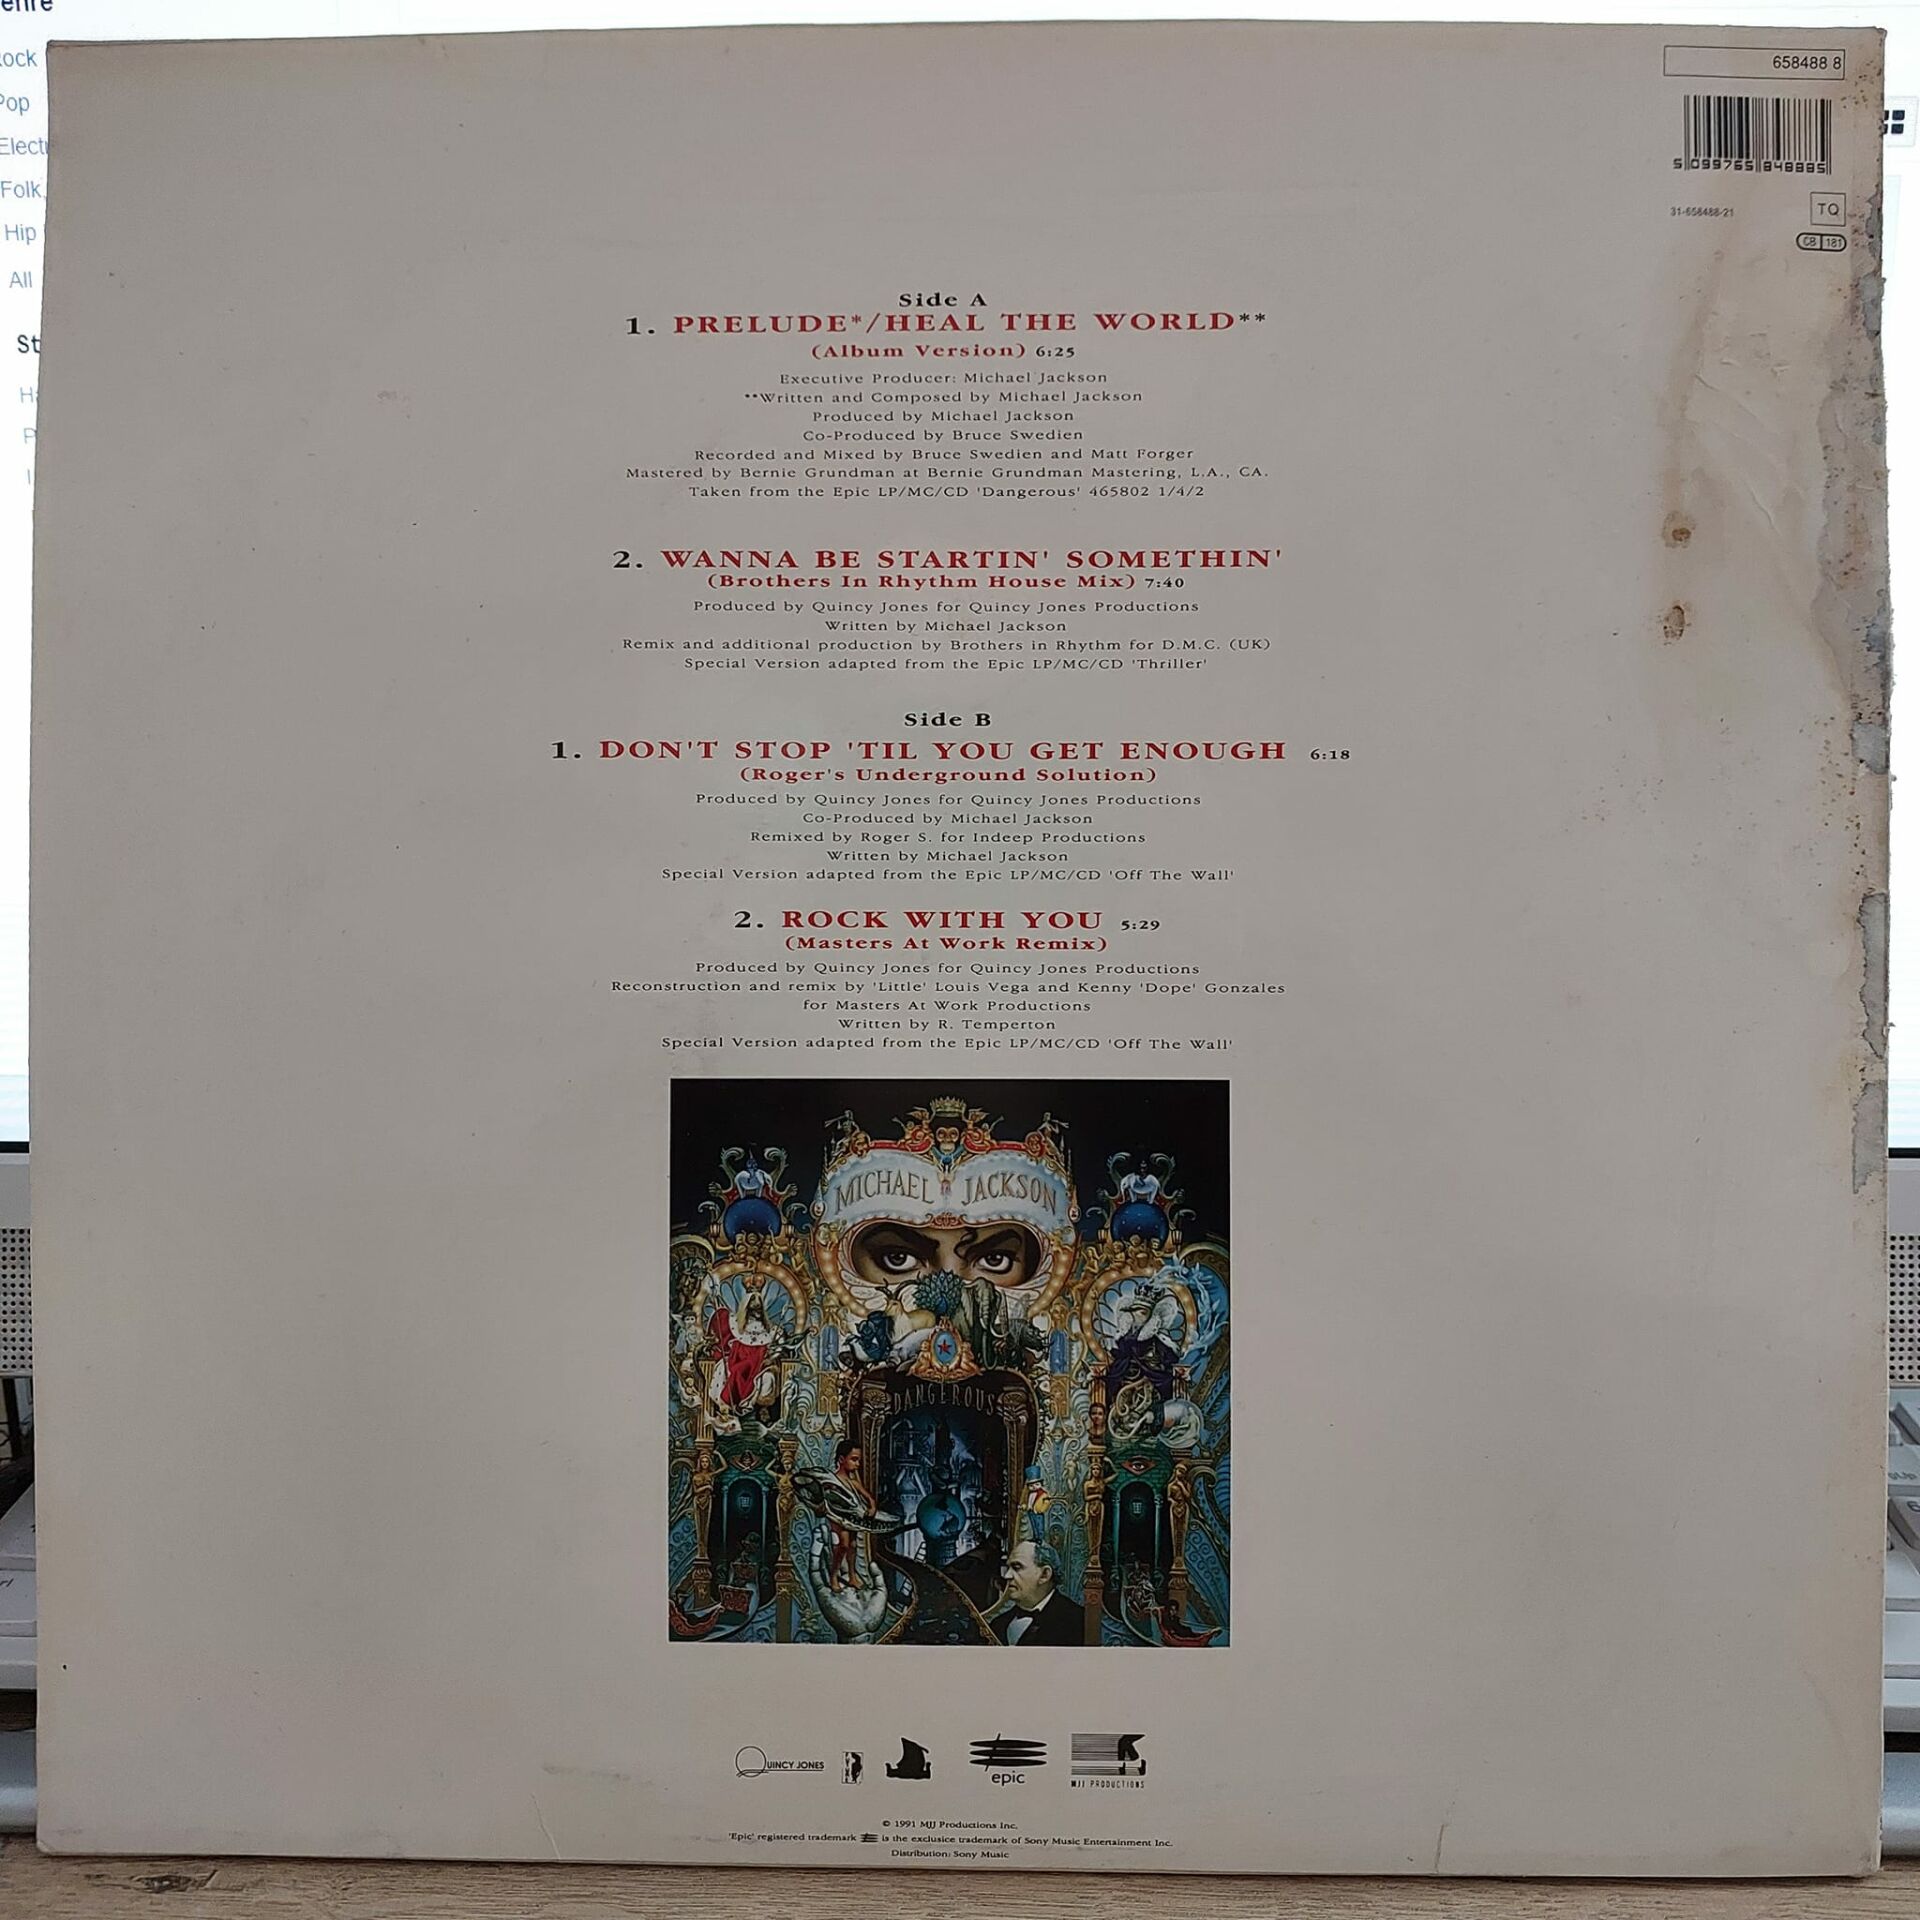 enre
ock
Pop
Elect
Folk,
Hip
All
St
658488 8
5 099765 848885
31-658488-21
TQ
CB 181
Side A
1. PRELUDE*/HEAL THE WORLD**
(Album Version) 6:25
Executive Producer: Michael Jackson
**Written and Composed by Michael Jackson
Produced by Michael Jackson
Co-Produced by Bruce Swedien
Recorded and Mixed by Bruce Swedien and Matt Forger
Mastered by Bernie Grundman at Bernie Grundman Mastering, L.A., CA.
Taken from the Epic LP/MC/CD 'Dangerous' 465802 1/4/2
2. WANNA BE STARTIN' SOMETHIN'
(Brothers In Rhythm House Mix) 7:40
Produced by Quincy Jones for Quincy Jones Productions
Written by Michael Jackson
Remix and additional production by Brothers in Rhythm for D.M.C. (UK)
Special Version adapted from the Epic LP/MC/CD 'Thriller'
Side B
1. DON'T STOP 'TIL YOU GET ENOUGH 6:18
(Roger's Underground Solution)
Produced by Quincy Jones for Quincy Jones Productions
Co-Produced by Michael Jackson
Remixed by Roger S. for Indeep Productions
Written by Michael Jackson
Special Version adapted from the Epic LP/MC/CD 'Off The Wall'
2. ROCK WITH YOU 5:29
(Masters At Work Remix)
Produced by Quincy Jones for Quincy Jones Productions
Reconstruction and remix by 'Little' Louis Vega and Kenny 'Dope' Gonzales
for Masters At Work Productions
Written by R. Temperton
Special Version adapted from the Epic LP/MC/CD 'Off The Wall'
MICHAEL JACKSON
DANGEROUS
QUINCY JONES
epic
MJJ PRODUCTIONS
© 1991 MJJ Productions Inc.
'Epic' registered trademark is the exclusice trademark of Sony Music Entertainment Inc.
Distribution: Sony Music